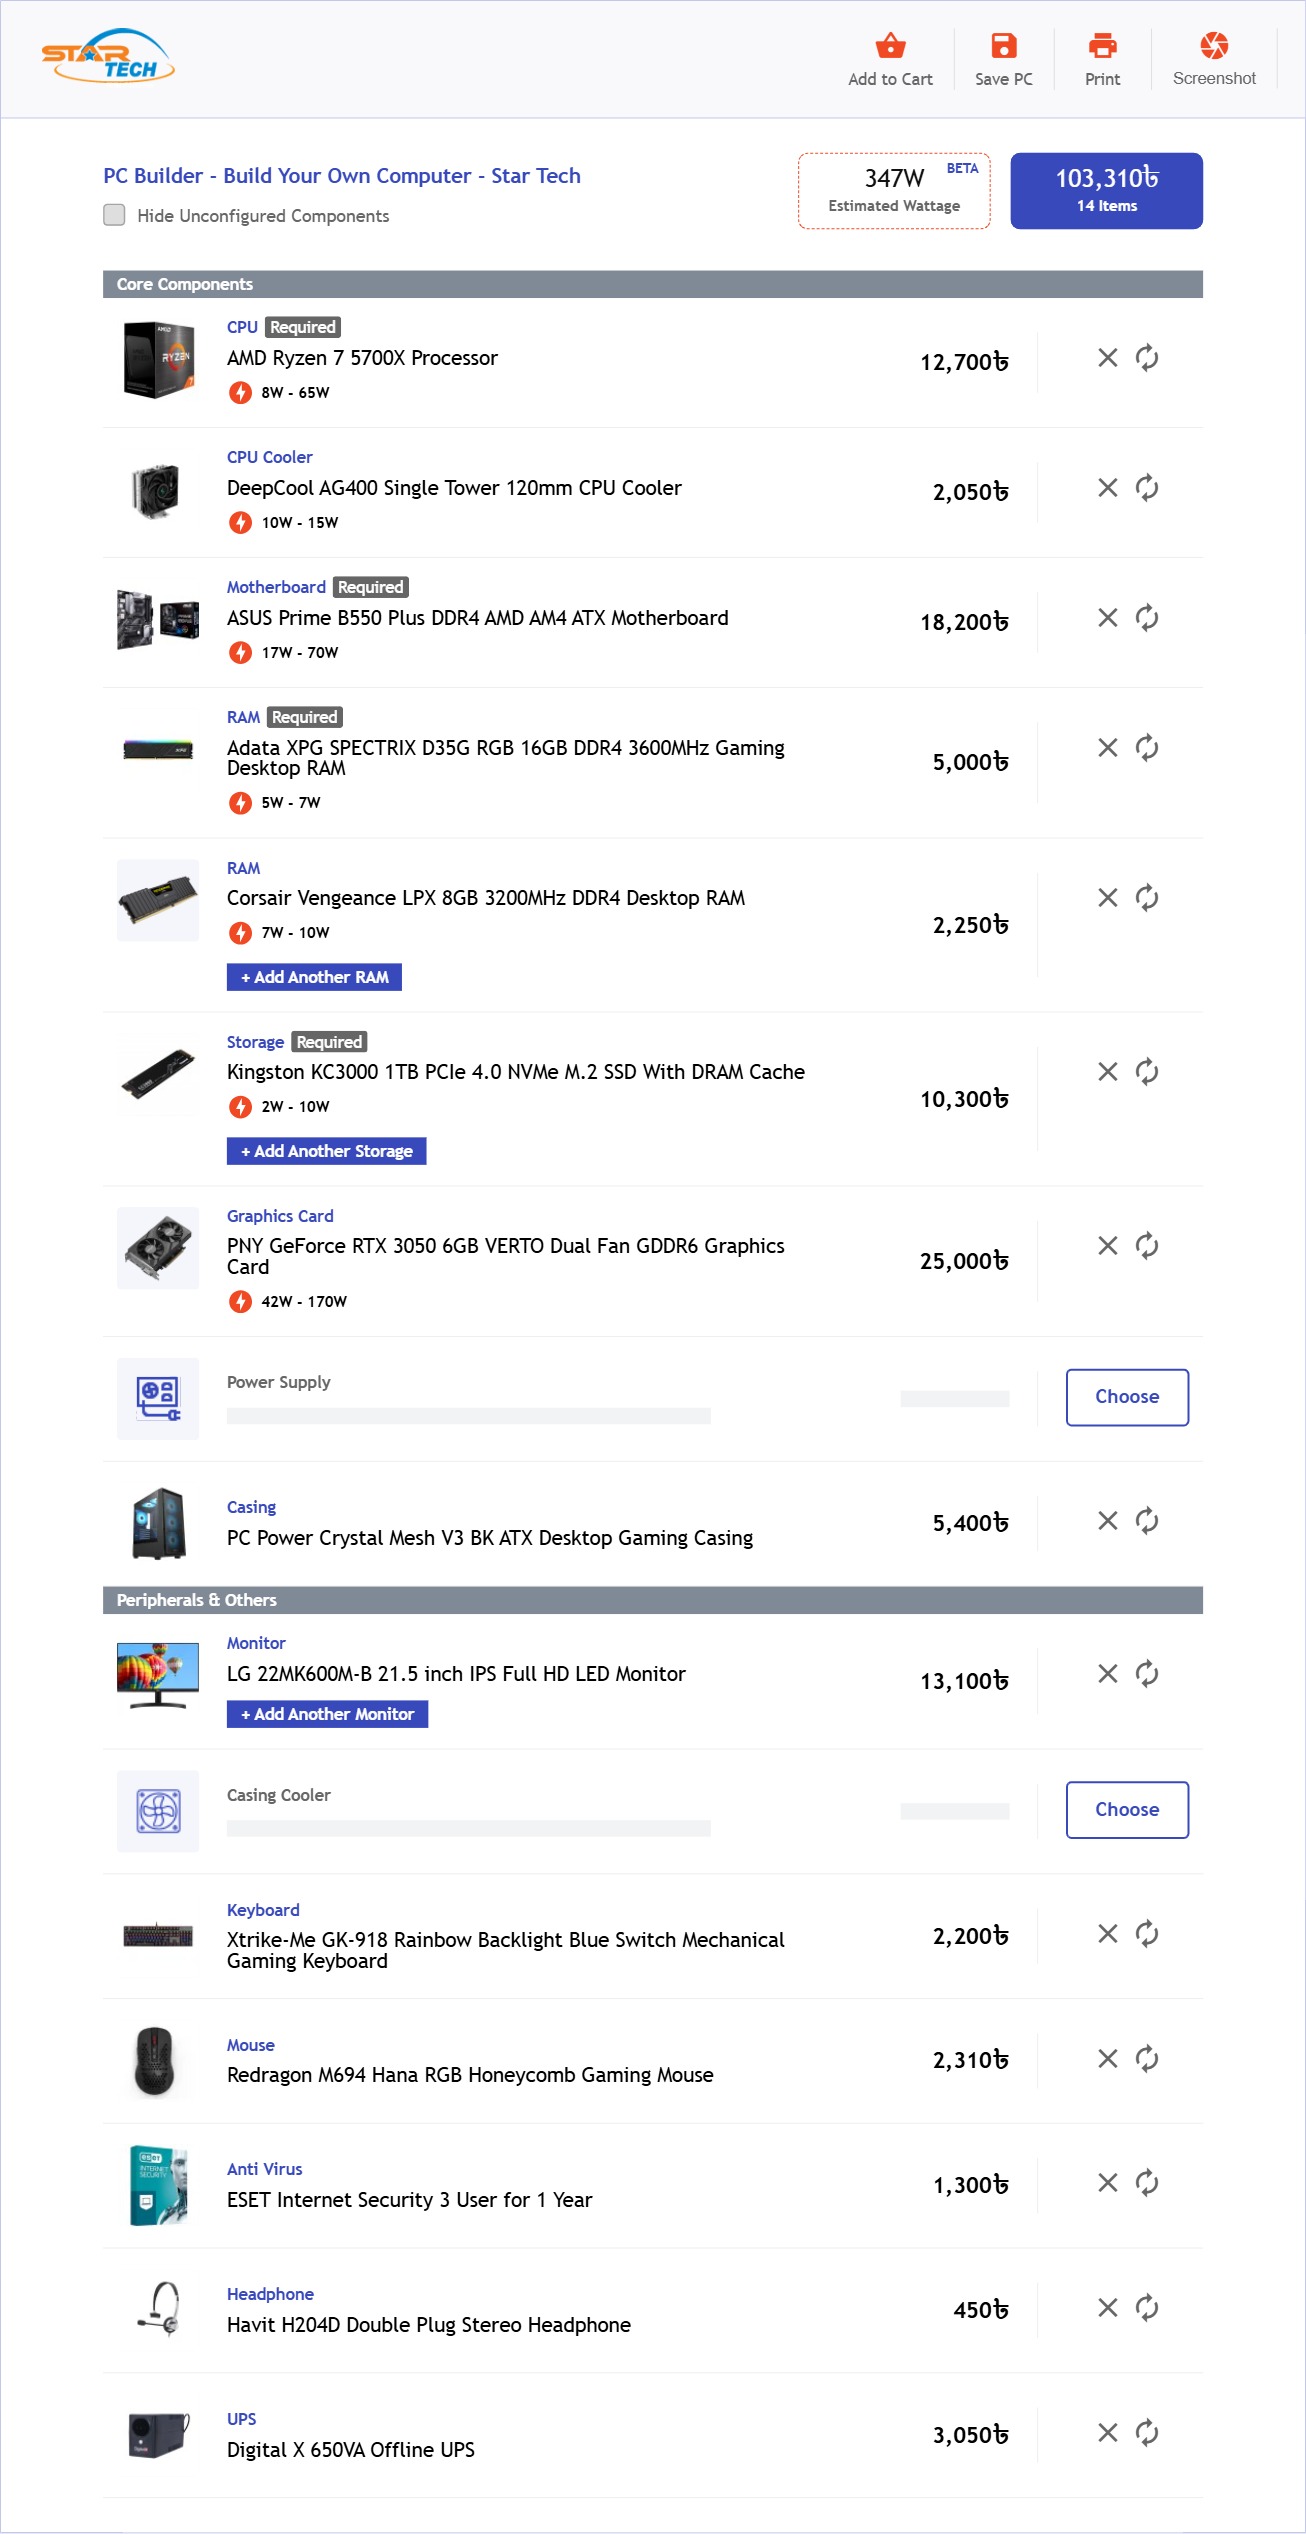 STAR TECH
Add to Cart
Save PC
Print
Screenshot
PC Builder - Build Your Own Computer - Star Tech
Hide Unconfigured Components
347W
BETA
Estimated Wattage
103,310৳
14 Items
Core Components
CPU Required
AMD Ryzen 7 5700X Processor
8W - 65W
12,700৳
CPU Cooler
DeepCool AG400 Single Tower 120mm CPU Cooler
10W - 15W
2,050৳
Motherboard Required
ASUS Prime B550 Plus DDR4 AMD AM4 ATX Motherboard
17W - 70W
18,200৳
RAM Required
Adata XPG SPECTRIX D35G RGB 16GB DDR4 3600MHz Gaming
Desktop RAM
5W - 7W
5,000৳
RAM
Corsair Vengeance LPX 8GB 3200MHz DDR4 Desktop RAM
7W - 10W
+ Add Another RAM
2,250৳
Storage Required
Kingston KC3000 1TB PCIe 4.0 NVMe M.2 SSD With DRAM Cache
2W - 10W
+ Add Another Storage
10,300৳
Graphics Card
PNY GeForce RTX 3050 6GB VERTO Dual Fan GDDR6 Graphics
Card
42W - 170W
25,000৳
Power Supply
Choose
Casing
PC Power Crystal Mesh V3 BK ATX Desktop Gaming Casing
5,400৳
Peripherals & Others
Monitor
LG 22MK600M-B 21.5 inch IPS Full HD LED Monitor
+ Add Another Monitor
13,100৳
Casing Cooler
Choose
Keyboard
Xtrike-Me GK-918 Rainbow Backlight Blue Switch Mechanical
Gaming Keyboard
2,200৳
Mouse
Redragon M694 Hana RGB Honeycomb Gaming Mouse
2,310৳
Anti Virus
ESET Internet Security 3 User for 1 Year
1,300৳
Headphone
Havit H204D Double Plug Stereo Headphone
450৳
UPS
Digital X 650VA Offline UPS
3,050৳